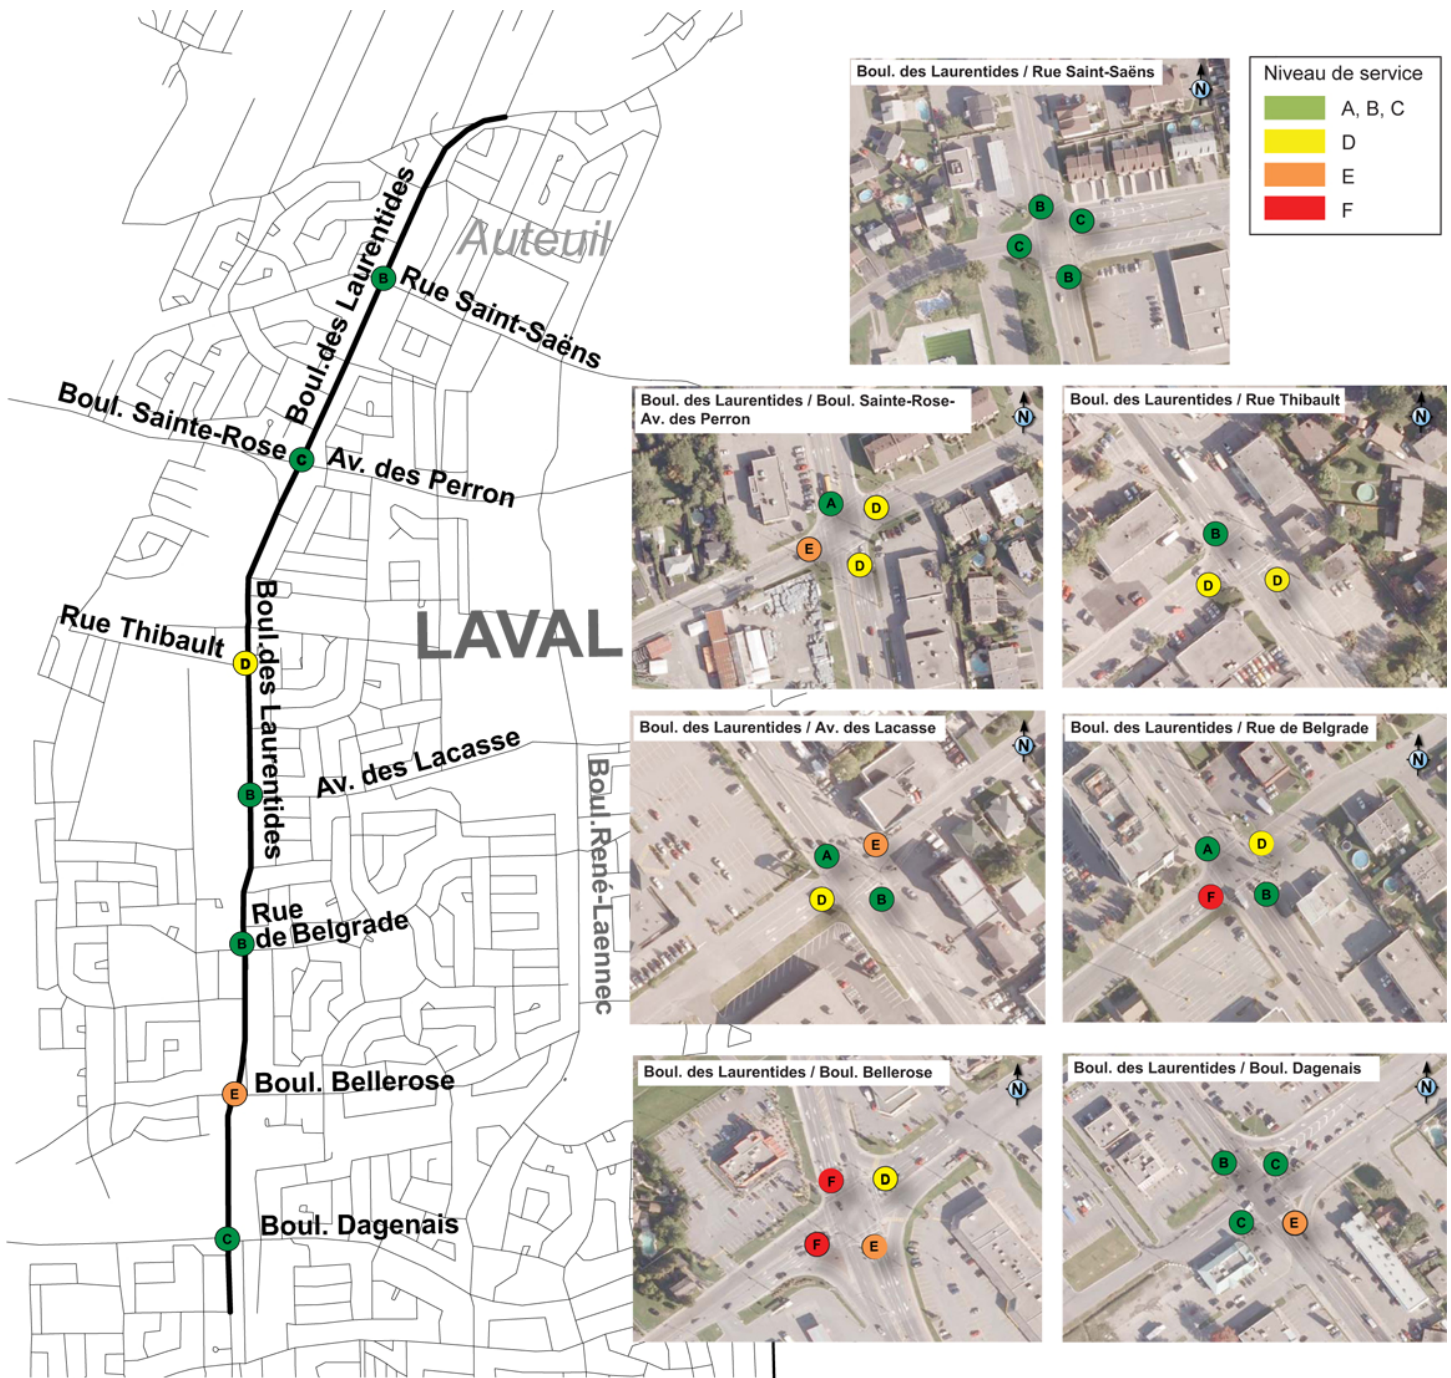 Boul.des Laurentides
Auteuil
B
Rue Saint-Saëns
Boul. Sainte-Rose
C
Av. des Perron
Rue Thibault
D
Boul.des Laurentides
LAVAL
B
Av. des Lacasse
Boul.René-Laennec
Rue
de Belgrade
B
E
Boul. Bellerose
C
Boul. Dagenais
Boul. des Laurentides / Rue Saint-Saëns
N
B
C
C
B
Niveau de service
A, B, C
D
E
F
Boul. des Laurentides / Boul. Sainte-Rose-
Av. des Perron
N
A
D
E
D
Boul. des Laurentides / Rue Thibault
N
B
D
D
Boul. des Laurentides / Av. des Lacasse
N
A
E
D
B
Boul. des Laurentides / Rue de Belgrade
N
A
D
F
B
Boul. des Laurentides / Boul. Bellerose
N
F
D
F
E
Boul. des Laurentides / Boul. Dagenais
N
B
C
C
E